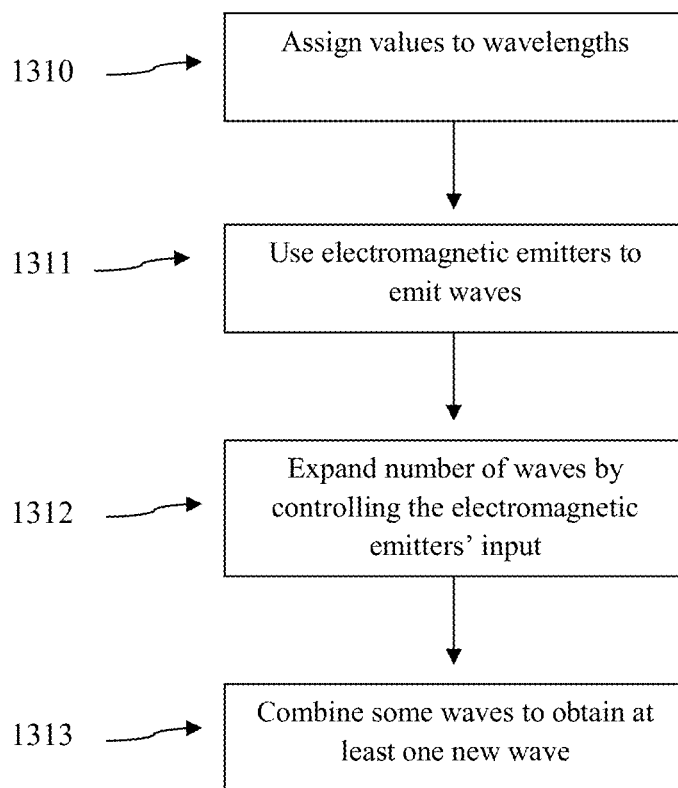 1310
Assign values to wavelengths
1311
Use electromagnetic emitters to
emit waves
1312
Expand number of waves by
controlling the electromagnetic
emitters’ input
1313
Combine some waves to obtain at
least one new wave